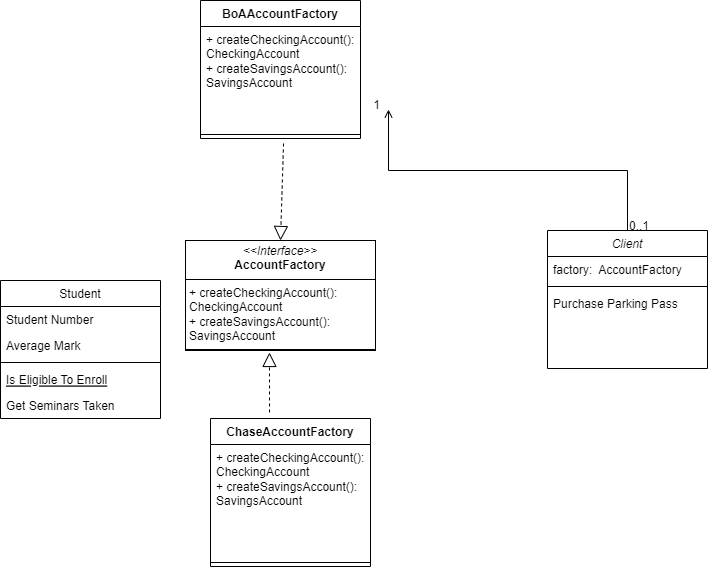 BoAAccountFactory
+ createCheckingAccount():
CheckingAccount
+ createSavingsAccount():
SavingsAccount
1
0..1
<<Interface>>
AccountFactory
+ createCheckingAccount():
CheckingAccount
+ createSavingsAccount():
SavingsAccount
Client
factory:  AccountFactory
Purchase Parking Pass
Student
Student Number
Average Mark
Is Eligible To Enroll
Get Seminars Taken
ChaseAccountFactory
+ createCheckingAccount():
CheckingAccount
+ createSavingsAccount():
SavingsAccount